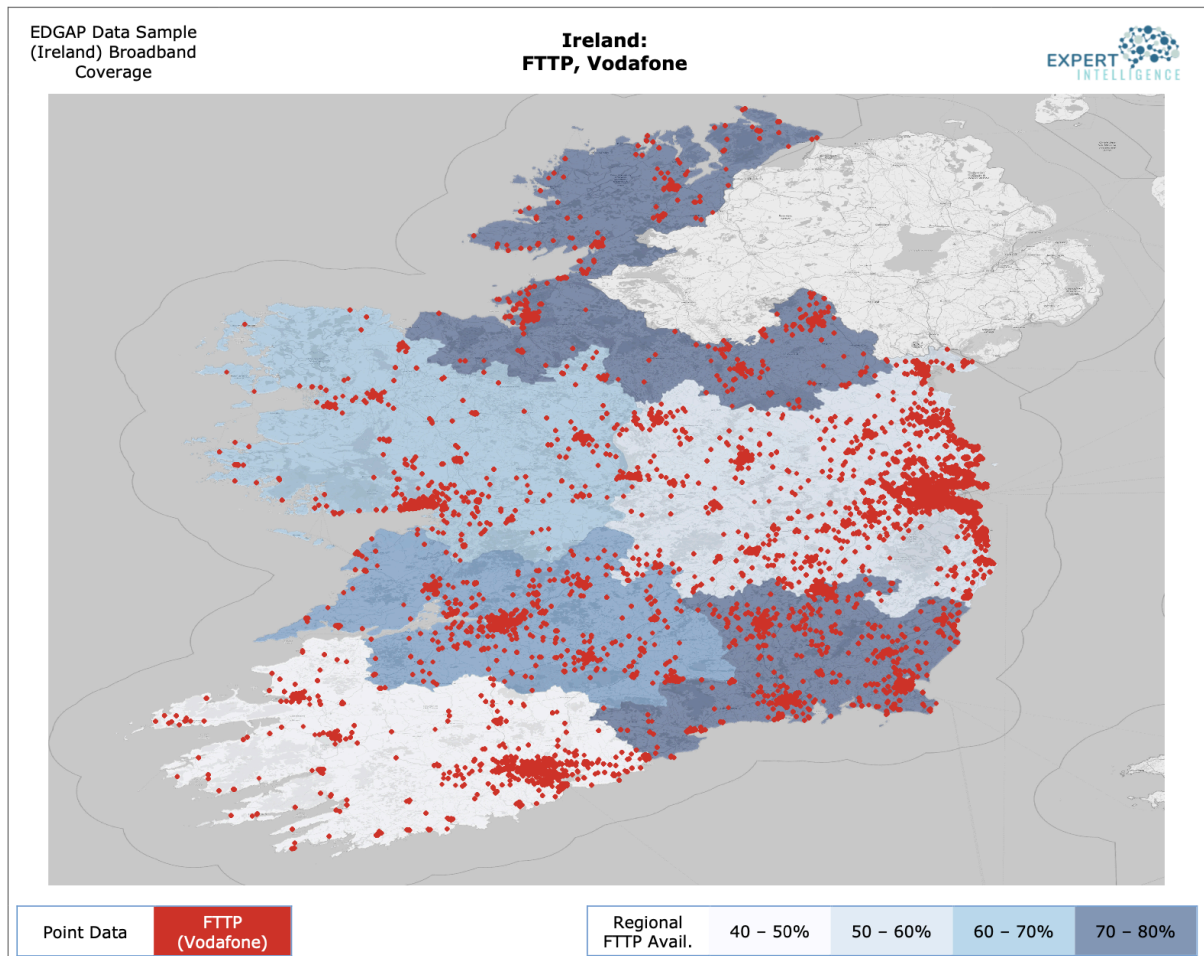 EDGAP Data Sample
(Ireland) Broadband
Coverage
Ireland:
FTTP, Vodafone
EXPERT
INTELLIGENCE
Point Data
FTTP
(Vodafone)
Regional
FTTP Avail.
40 – 50%
50 – 60%
60 – 70%
70 – 80%